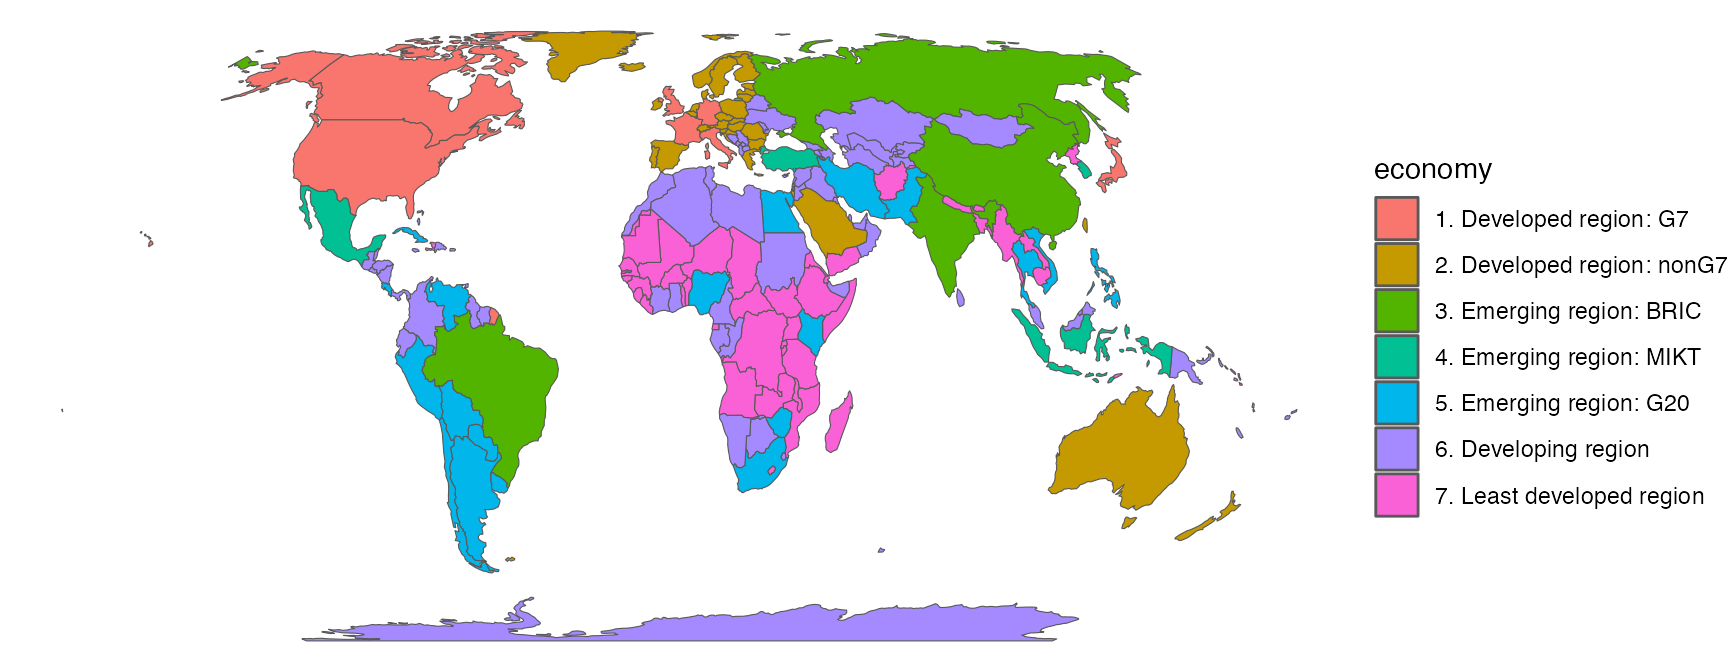 economy
1. Developed region: G7
2. Developed region: nonG7
3. Emerging region: BRIC
4. Emerging region: MIKT
5. Emerging region: G20
6. Developing region
7. Least developed region